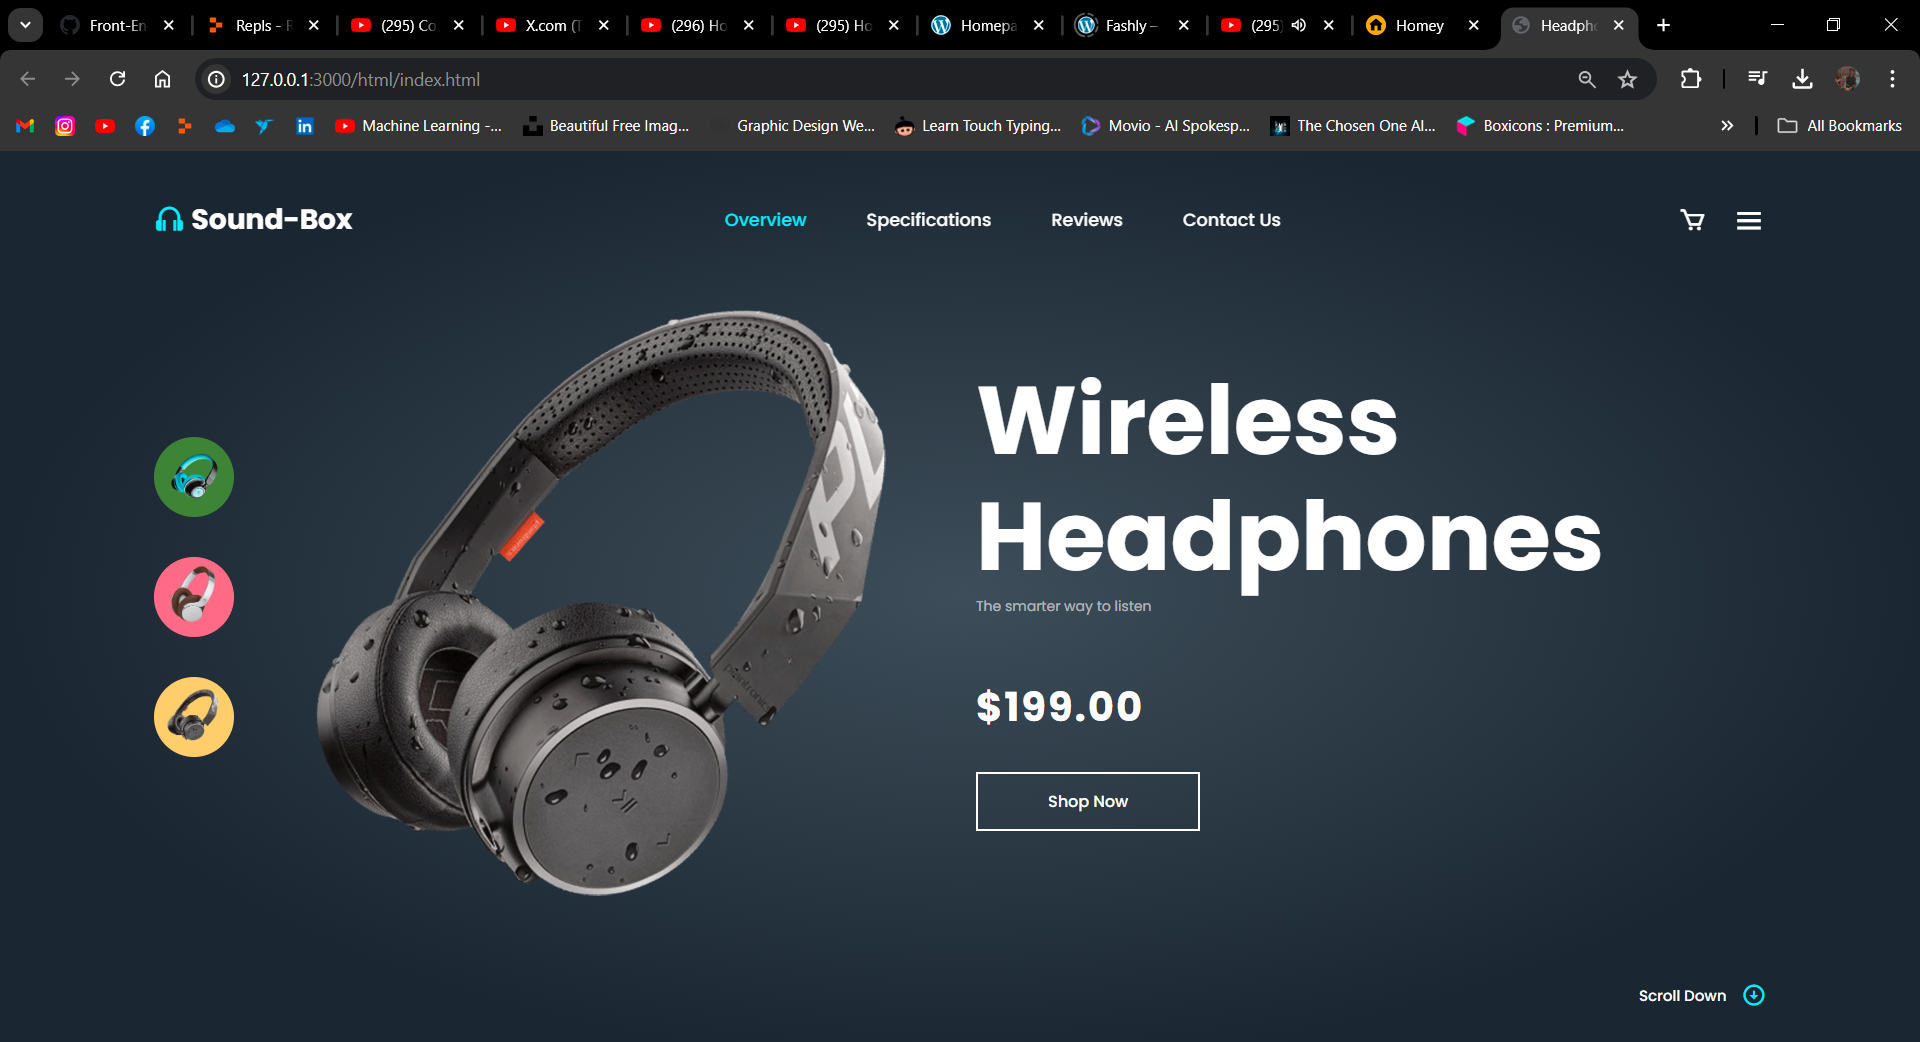 Front-En
Repls - R
(295) Co
X.com (T
(296) Ho
(295) Ho
Homepa
Fashly –
(295)
Homey
Headpho
127.0.0.1:3000/html/index.html
Machine Learning -...
Beautiful Free Imag...
Graphic Design We...
Learn Touch Typing...
Movio - AI Spokesp...
The Chosen One Al...
Boxicons : Premium...
All Bookmarks
Sound-Box
Overview
Specifications
Reviews
Contact Us
Wireless
Headphones
The smarter way to listen
$199.00
Shop Now
Scroll Down
plantronics